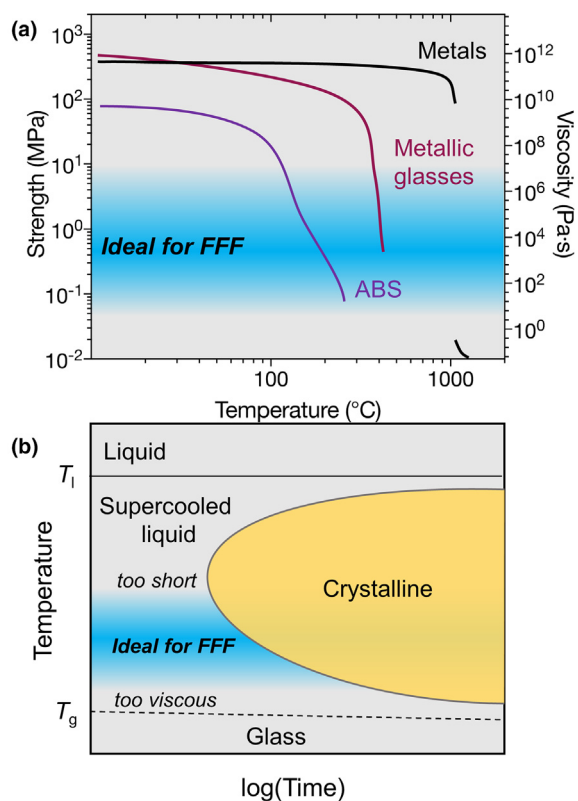 (a)
10³
10²
10¹
10⁰
10⁻¹
10⁻²
Strength (MPa)
Metals
Metallic
glasses
Ideal for FFF
ABS
10¹²
10¹⁰
10⁸
10⁶
10⁴
10²
10⁰
Viscosity (Pa·s)
100
1000
Temperature (°C)
(b)
Liquid
Tₗ
Supercooled
liquid
too short
Crystalline
Ideal for FFF
too viscous
T𝗀
Glass
Temperature
log(Time)